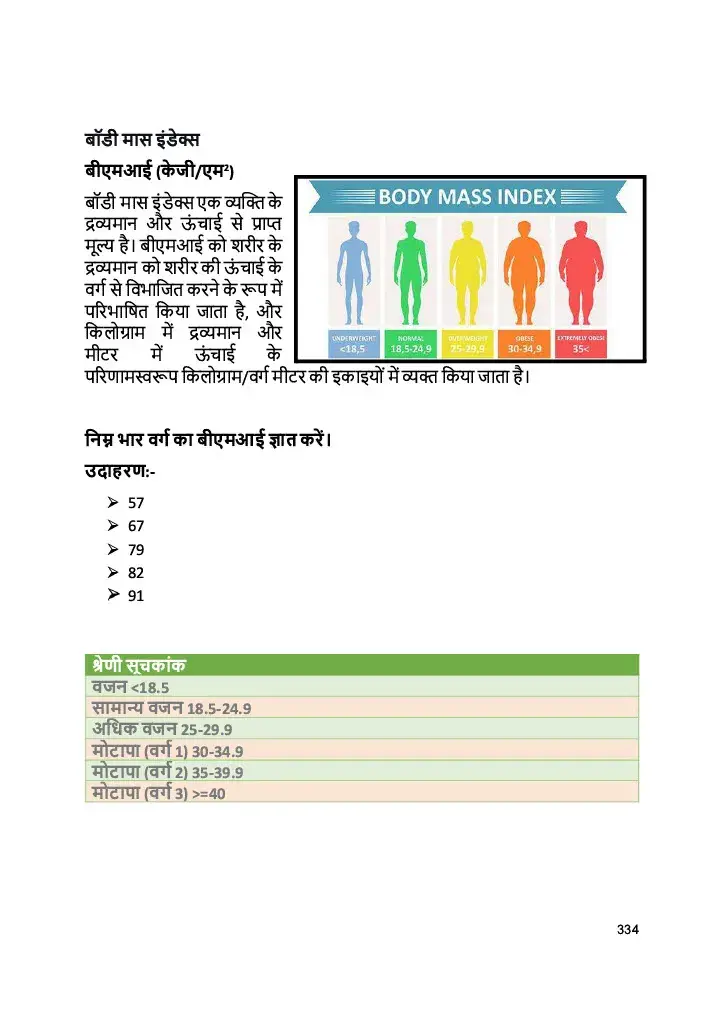 बॉडी मास इंडेक्स
बीएमआई (केजी/एम²)
बॉडी मास इंडेक्स एक व्यक्ति के
द्रव्यमान और ऊंचाई से प्राप्त
मूल्य है। बीएमआई को शरीर के
द्रव्यमान को शरीर की ऊंचाई के
वर्ग से विभाजित करने के रूप में
परिभाषित किया जाता है, और
किलोग्राम में द्रव्यमान और
मीटर में ऊंचाई के
परिणामस्वरूप किलोग्राम/वर्ग मीटर की इकाइयों में व्यक्त किया जाता है।
BODY MASS INDEX
UNDERWEIGHT NORMAL OVERWEIGHT OBESE EXTREMELY OBESE
<18,5 18,5-24,9 25-29,9 30-34,9 35<
निम्न भार वर्ग का बीएमआई ज्ञात करें।
उदाहरण:-
➢ 57
➢ 67
➢ 79
➢ 82
➢ 91
श्रेणी सूचकांक
वजन <18.5
सामान्य वजन 18.5-24.9
अधिक वजन 25-29.9
मोटापा (वर्ग 1) 30-34.9
मोटापा (वर्ग 2) 35-39.9
मोटापा (वर्ग 3) >=40
334